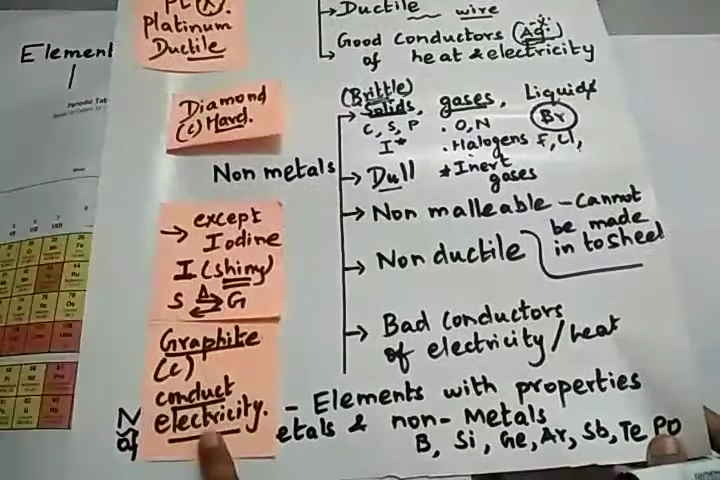 Pt (X)
Platinum
Ductile
→ Ductile wire
→ Good conductors (Ag)
of heat & electricity
Element
Periodic Tab
Diamond
(C) Hard.
Non metals
(Brittle)
→ Solids, gases, Liquids
C, S, P . O, N Br
I* . Halogens F, Cl,
→ Dull * Inert
gases
→ Non malleable - Cannot
be made
in to sheet
→ Non ductile
→ Bad conductors
of electricity / heat
→ except
Iodine
I (shiny)
S ⇌ G
Graphite
(C)
conduct
electricity.
- Elements with properties
of etals & non-Metals
B, Si, Ge, Ar, Sb, Te Po